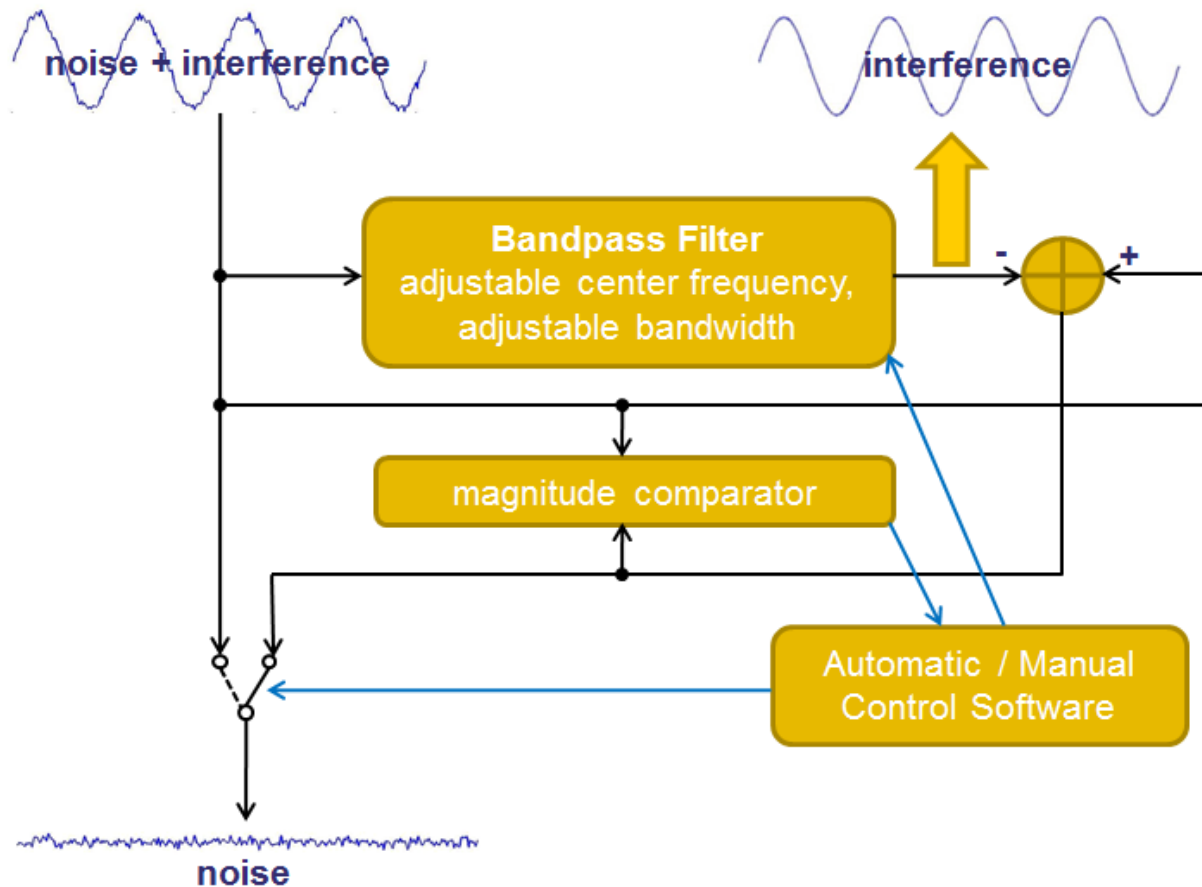 noise + interference
interference
Bandpass Filter
adjustable center frequency,
adjustable bandwidth
- +
magnitude comparator
Automatic / Manual
Control Software
noise